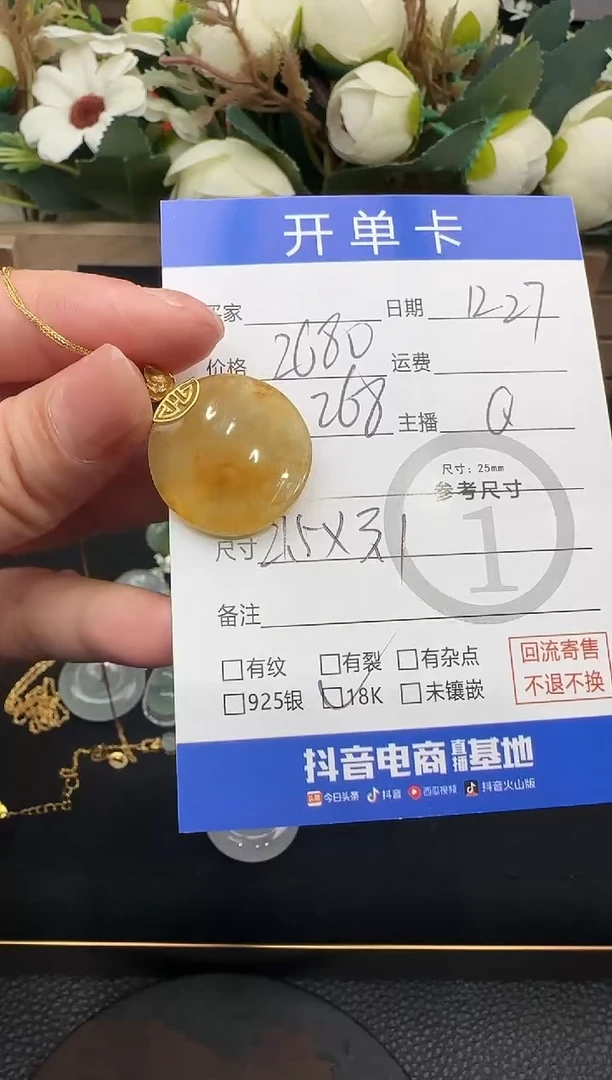 开单卡
买家 日期 12-27
价格 2680 运费
268 主播 Q
尺寸：25mm
参考尺寸
1
尺寸
备注
有纹 有裂 有杂点
925银 18K 未镶嵌
回流寄售
不退不换
抖音电商直播基地
头条 今日头条 抖音 西瓜视频 抖音火山版